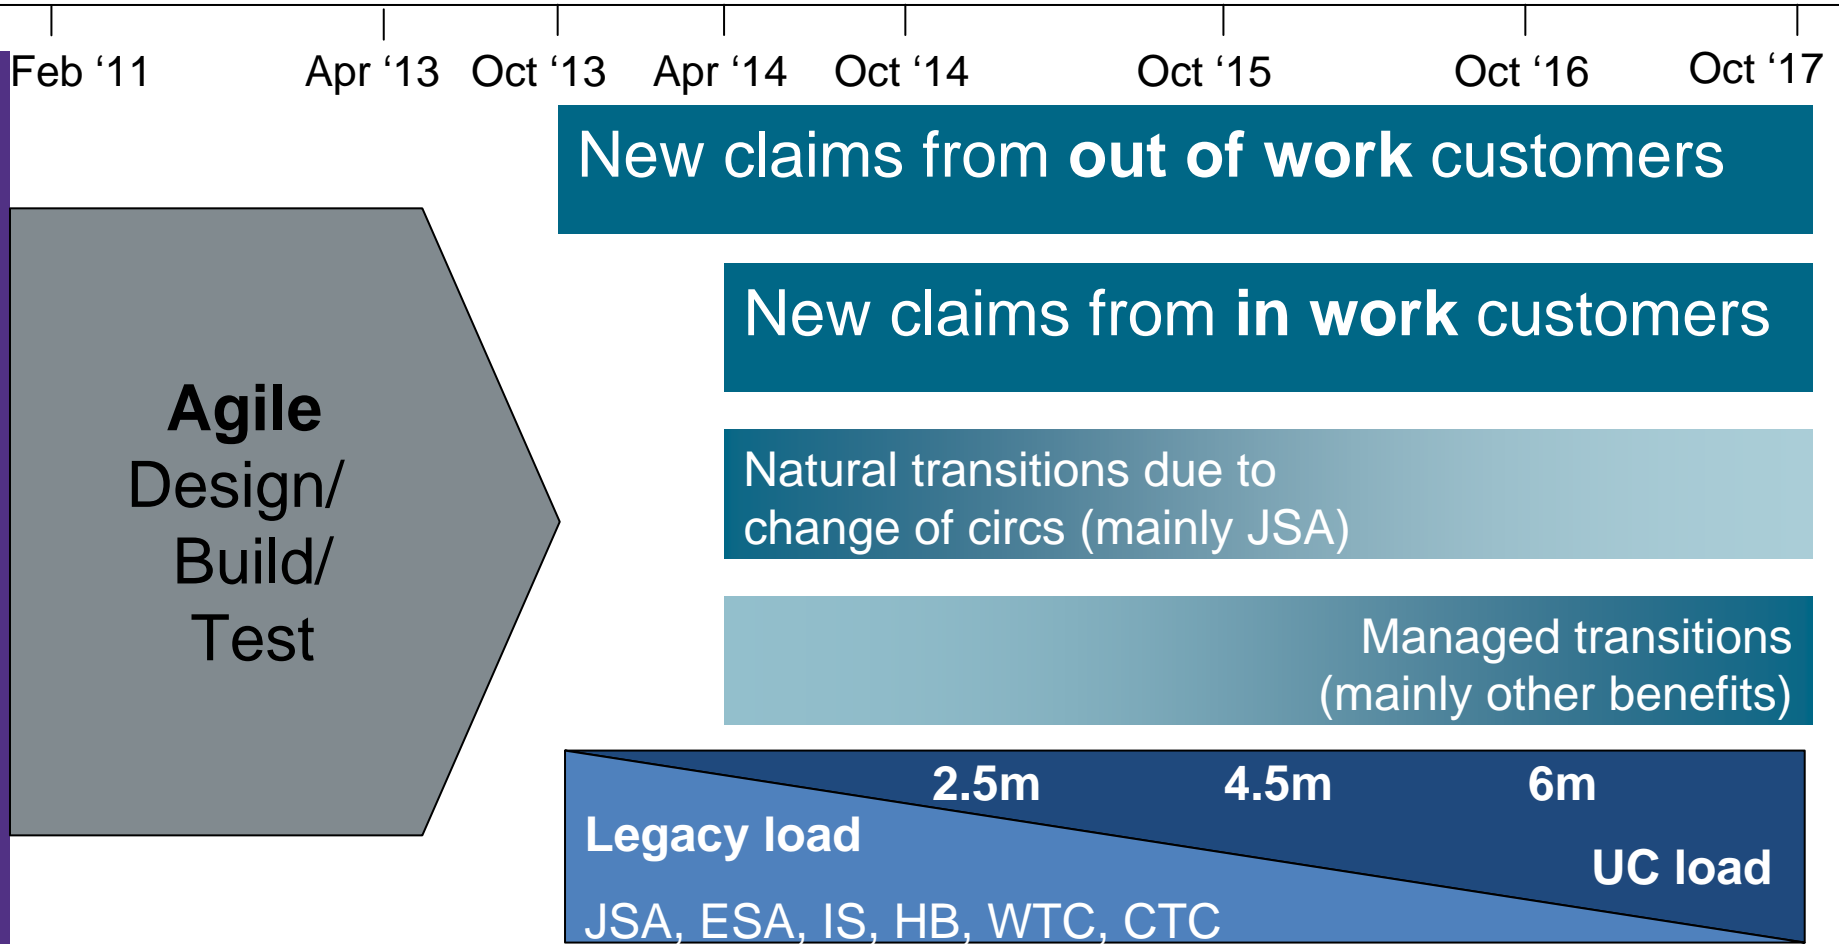 Feb ‘11 Apr ‘13 Oct ‘13 Apr ‘14 Oct ‘14 Oct ‘15 Oct ‘16 Oct ‘17
New claims from out of work customers
New claims from in work customers
Agile
Design/
Build/
Test
Natural transitions due to
change of circs (mainly JSA)
Managed transitions
(mainly other benefits)
2.5m 4.5m 6m
Legacy load
UC load
JSA, ESA, IS, HB, WTC, CTC